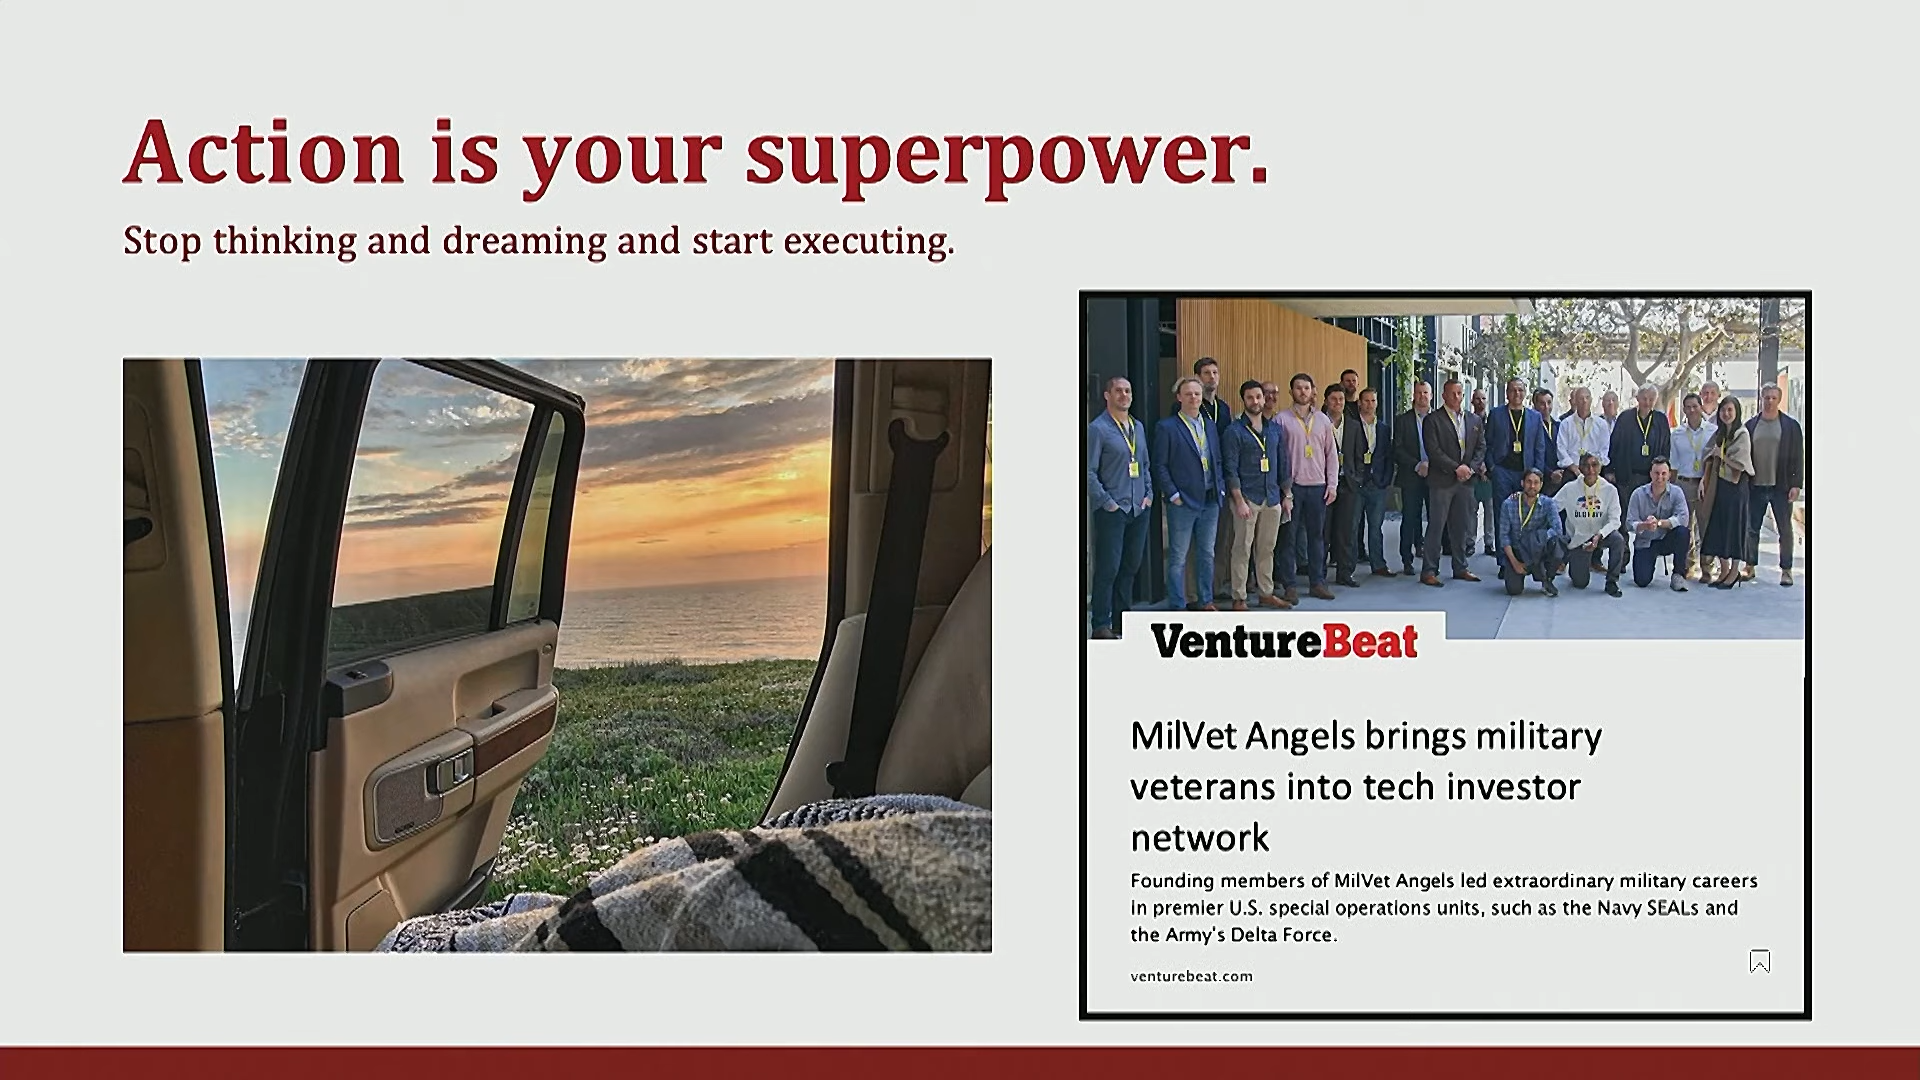 Action is your superpower.
Stop thinking and dreaming and start executing.
VentureBeat
MilVet Angels brings military
veterans into tech investor
network
Founding members of MilVet Angels led extraordinary military careers
in premier U.S. special operations units, such as the Navy SEALs and
the Army's Delta Force.
venturebeat.com